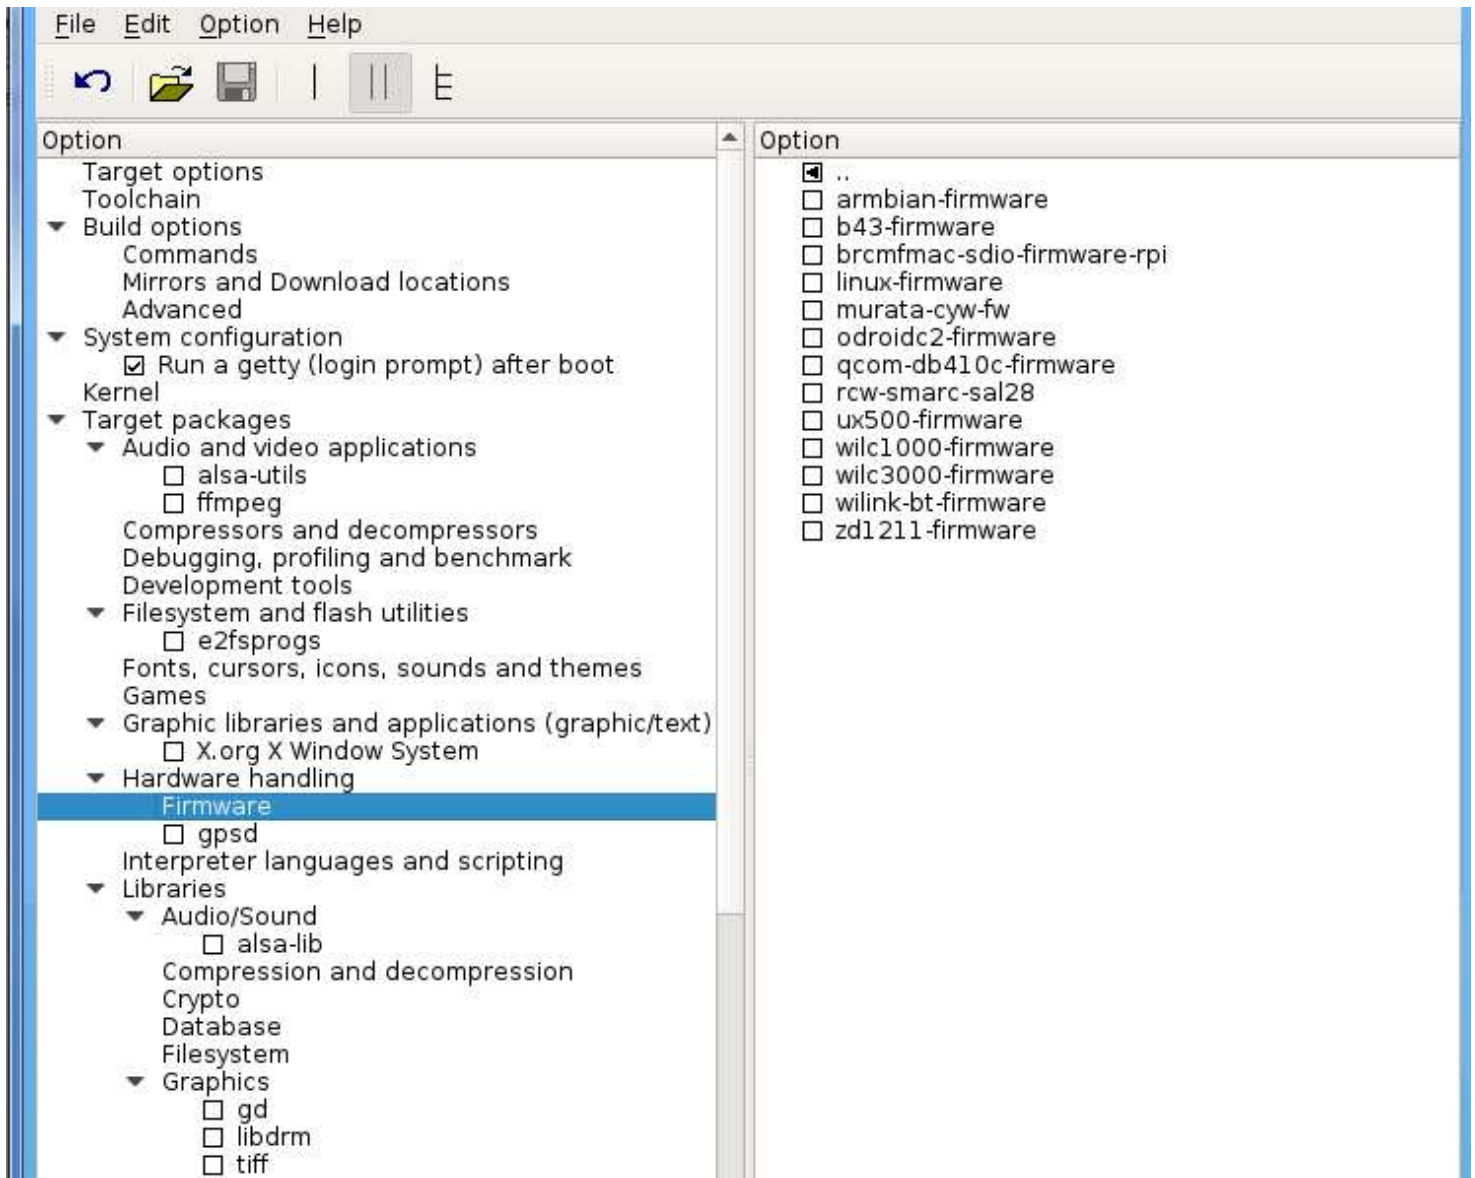 File Edit Option Help
Option
Target options
Toolchain
Build options
Commands
Mirrors and Download locations
Advanced
System configuration
Run a getty (login prompt) after boot
Kernel
Target packages
Audio and video applications
alsa-utils
ffmpeg
Compressors and decompressors
Debugging, profiling and benchmark
Development tools
Filesystem and flash utilities
e2fsprogs
Fonts, cursors, icons, sounds and themes
Games
Graphic libraries and applications (graphic/text)
X.org X Window System
Hardware handling
Firmware
gpsd
Interpreter languages and scripting
Libraries
Audio/Sound
alsa-lib
Compression and decompression
Crypto
Database
Filesystem
Graphics
gd
libdrm
tiff
Option
..
armbian-firmware
b43-firmware
brcmfmac-sdio-firmware-rpi
linux-firmware
murata-cyw-fw
odroidc2-firmware
qcom-db410c-firmware
rcw-smarc-sal28
ux500-firmware
wilc1000-firmware
wilc3000-firmware
wilink-bt-firmware
zd1211-firmware